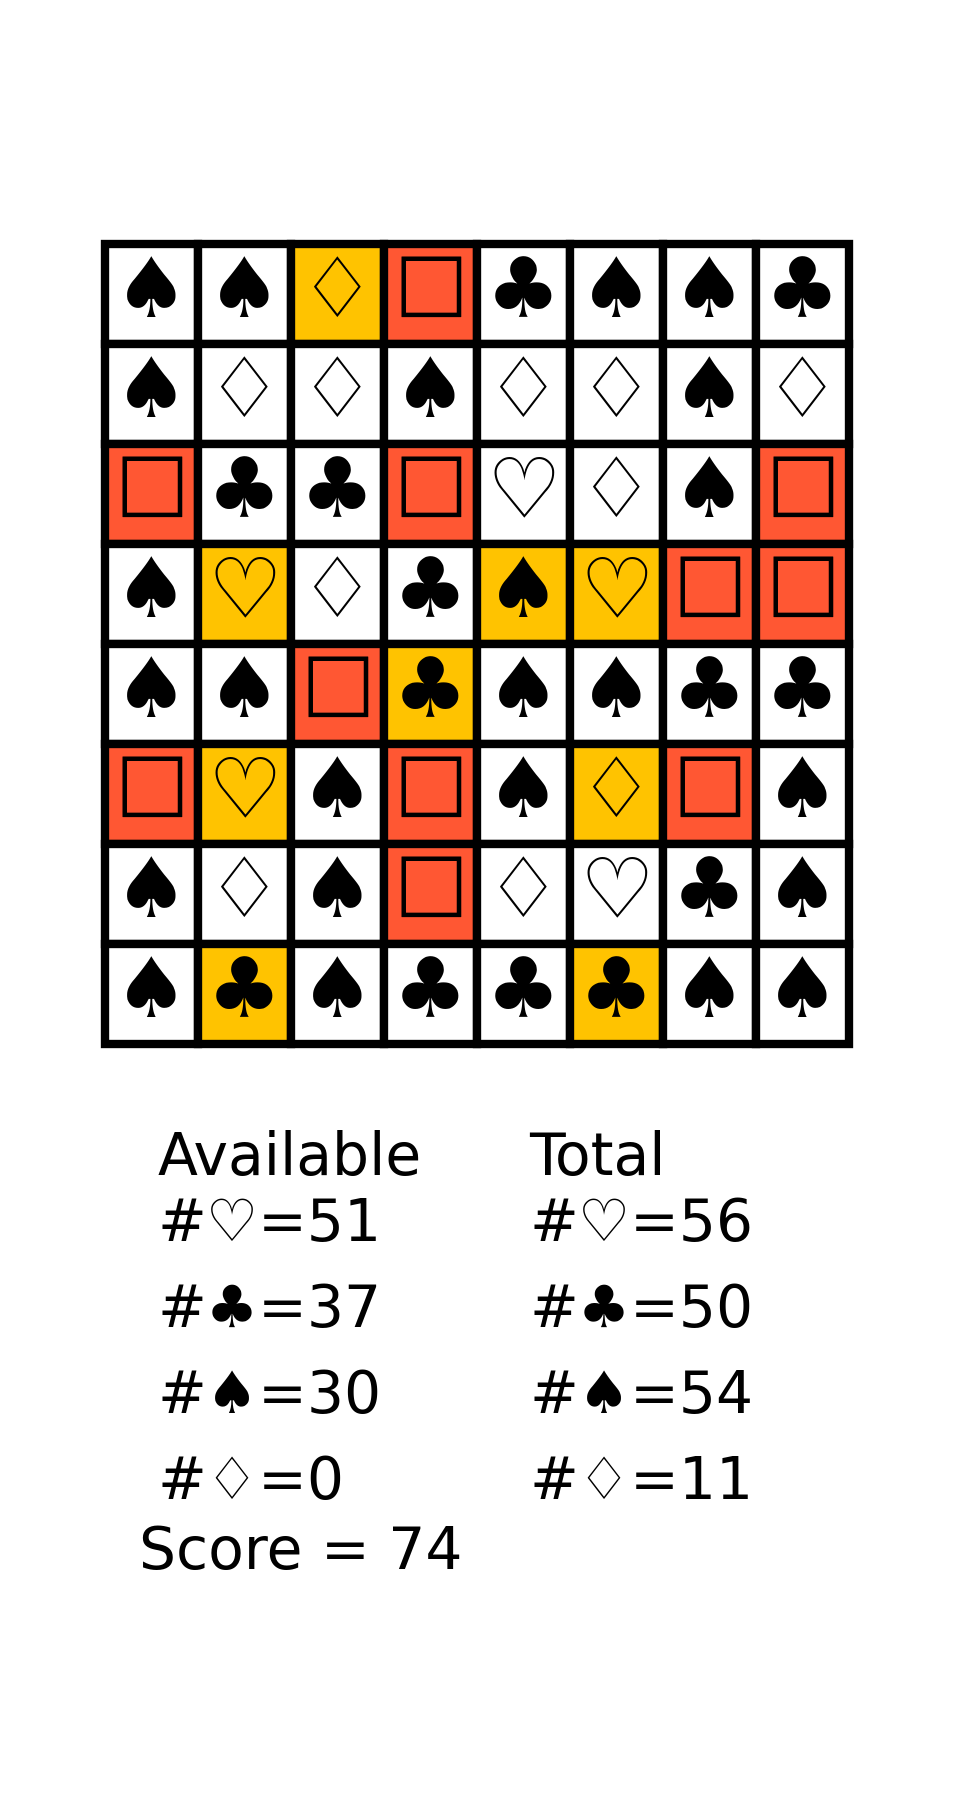 ♠ ♠ ♢ □ ♣ ♠ ♠ ♣
♠ ♢ ♢ ♠ ♢ ♢ ♠ ♢
□ ♣ ♣ □ ♡ ♢ ♠ □
♠ ♡ ♢ ♣ ♠ ♡ □ □
♠ ♠ □ ♣ ♠ ♠ ♣ ♣
□ ♡ ♠ □ ♠ ♢ □ ♠
♠ ♢ ♠ □ ♢ ♡ ♣ ♠
♠ ♣ ♠ ♣ ♣ ♣ ♠ ♠
Available Total
#♡=51 #♡=56
#♣=37 #♣=50
#♠=30 #♠=54
#♢=0 #♢=11
Score = 74